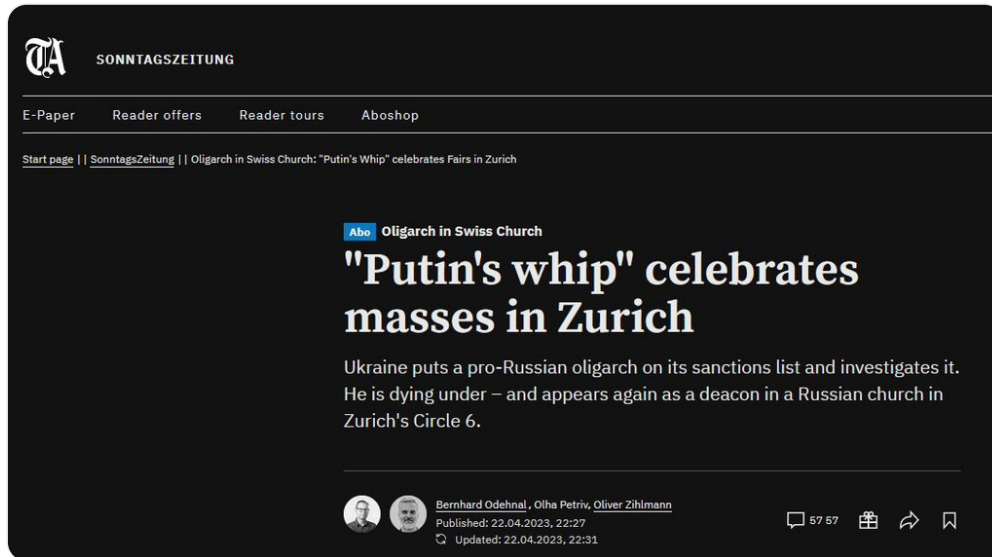 TA SONNTAGSZEITUNG
E-Paper Reader offers Reader tours Aboshop
Start page | | SonntagsZeitung | | Oligarch in Swiss Church: "Putin's Whip" celebrates Fairs in Zurich
Abo Oligarch in Swiss Church
"Putin's whip" celebrates
masses in Zurich
Ukraine puts a pro-Russian oligarch on its sanctions list and investigates it.
He is dying under – and appears again as a deacon in a Russian church in
Zurich's Circle 6.
Bernhard Odehnal , Olha Petriv, Oliver Zihlmann
Published: 22.04.2023, 22:27
Updated: 22.04.2023, 22:31
57 57